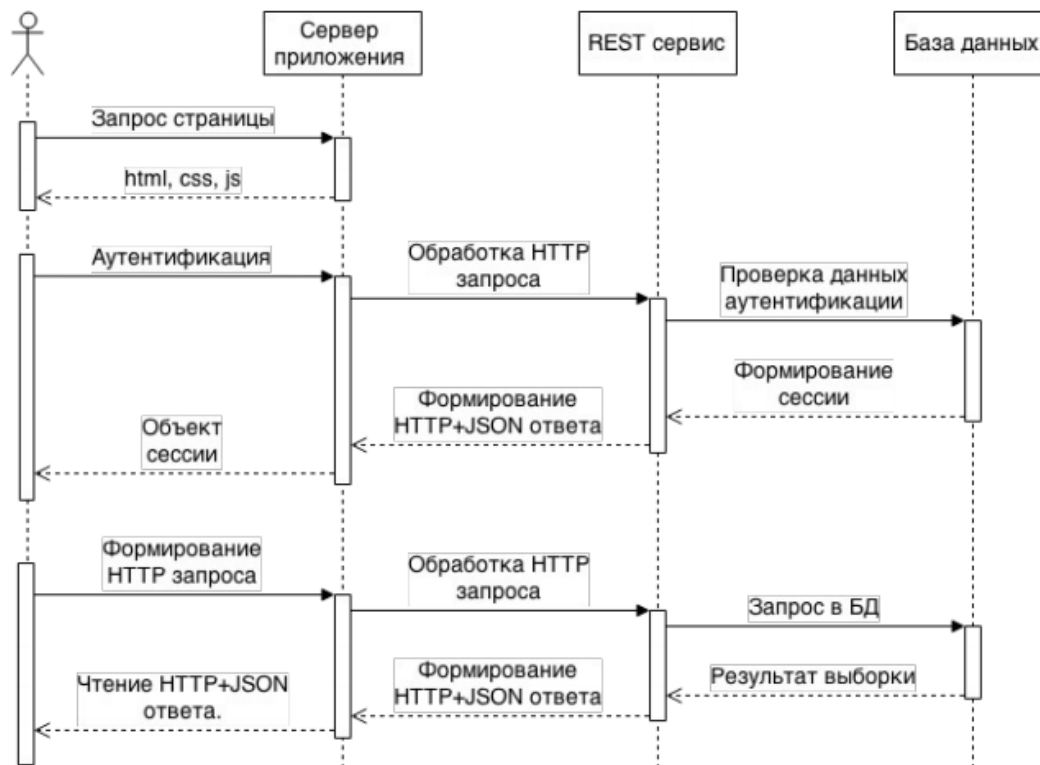 Сервер
приложения
REST сервис
База данных
Запрос страницы
html, css, js
Аутентификация
Обработка HTTP
запроса
Проверка данных
аутентификации
Формирование
сессии
Формирование
HTTP+JSON ответа
Объект
сессии
Формирование
HTTP запроса
Обработка HTTP
запроса
Запрос в БД
Результат выборки
Формирование
HTTP+JSON ответа
Чтение HTTP+JSON
ответа.